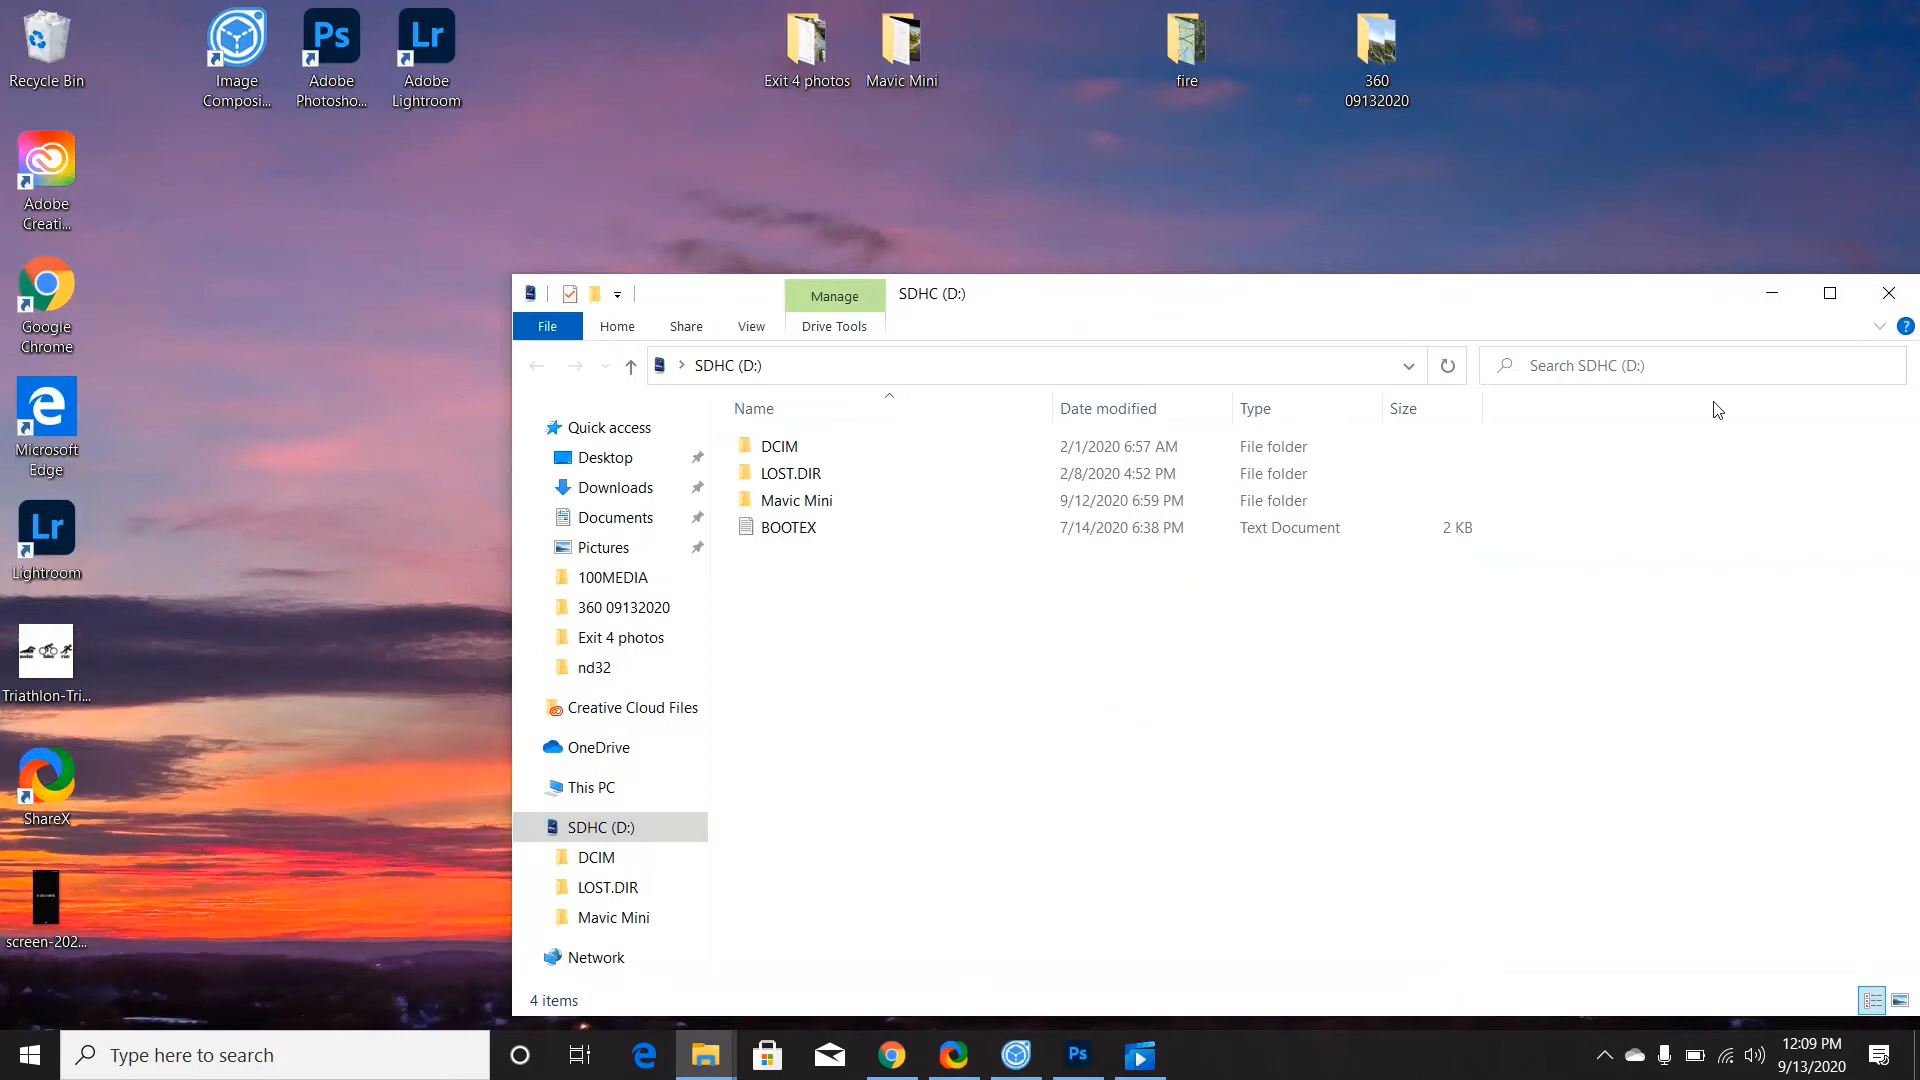 Recycle Bin
Image
Composi...
Ps
Adobe
Photosho...
Lr
Adobe
Lightroom
Exit 4 photos
Mavic Mini
fire
360
09132020
Adobe
Creati...
Google
Chrome
Microsoft
Edge
Lr
Lightroom
Triathlon-Tri...
ShareX
screen-202...
Manage
SDHC (D:)
File
Home
Share
View
Drive Tools
?
SDHC (D:)
Search SDHC (D:)
Name
Date modified
Type
Size
DCIM
2/1/2020 6:57 AM
File folder
LOST.DIR
2/8/2020 4:52 PM
File folder
Mavic Mini
9/12/2020 6:59 PM
File folder
BOOTEX
7/14/2020 6:38 PM
Text Document
2 KB
Quick access
Desktop
Downloads
Documents
Pictures
100MEDIA
360 09132020
Exit 4 photos
nd32
Creative Cloud Files
OneDrive
This PC
SDHC (D:)
DCIM
LOST.DIR
Mavic Mini
Network
4 items
Type here to search
Ps
12:09 PM
9/13/2020